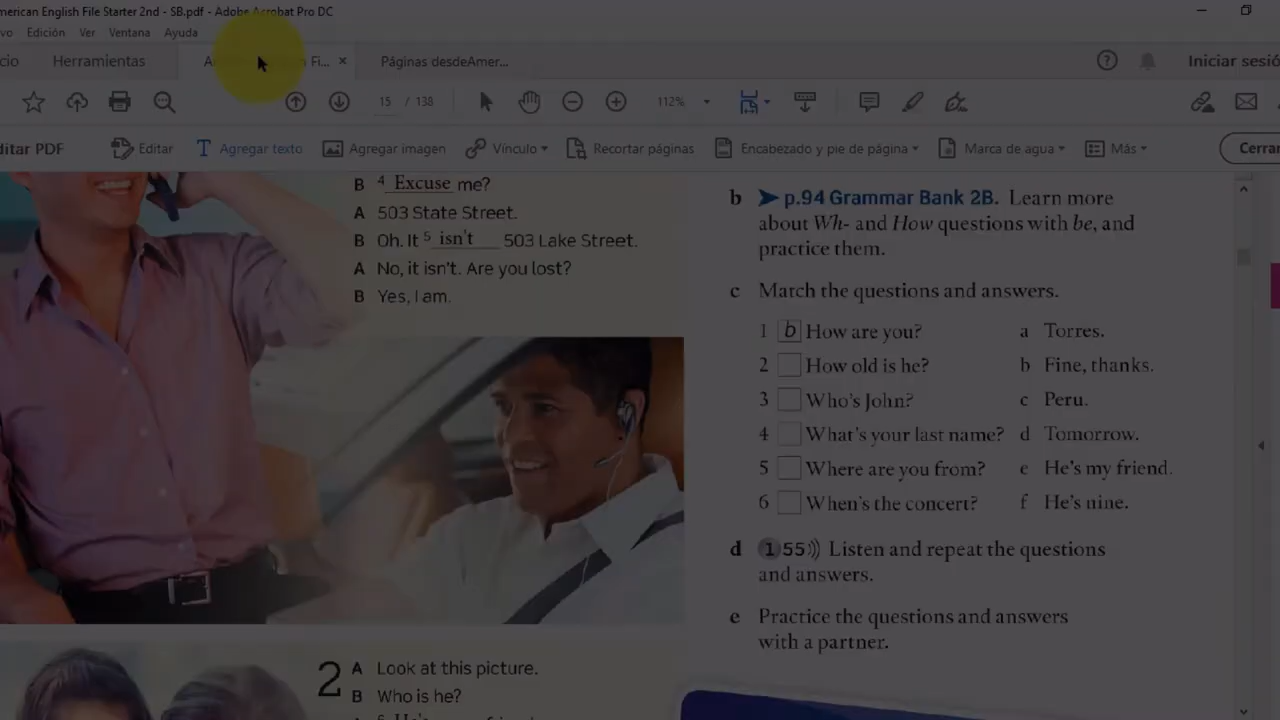 merican English File Starter 2nd - SB.pdf - Adobe Acrobat Pro DC
vo Edición Ver Ventana Ayuda
cio Herramientas Fi... × Páginas desdeAmer... Iniciar sesió
15 / 138 112%
ditar PDF Editar Agregar texto Agregar imagen Vínculo Recortar páginas Encabezado y pie de página Marca de agua Más Cerrar
B 4 Excuse me?
A 503 State Street.
B Oh. It 5 isn't 503 Lake Street.
A No, it isn't. Are you lost?
B Yes, I am.
2 A Look at this picture.
B Who is he?
b ➤ p.94 Grammar Bank 2B. Learn more
about Wh- and How questions with be, and
practice them.
c Match the questions and answers.
1 b How are you? a Torres.
2 How old is he? b Fine, thanks.
3 Who's John? c Peru.
4 What's your last name? d Tomorrow.
5 Where are you from? e He's my friend.
6 When's the concert? f He's nine.
d 1 55)) Listen and repeat the questions
and answers.
e Practice the questions and answers
with a partner.